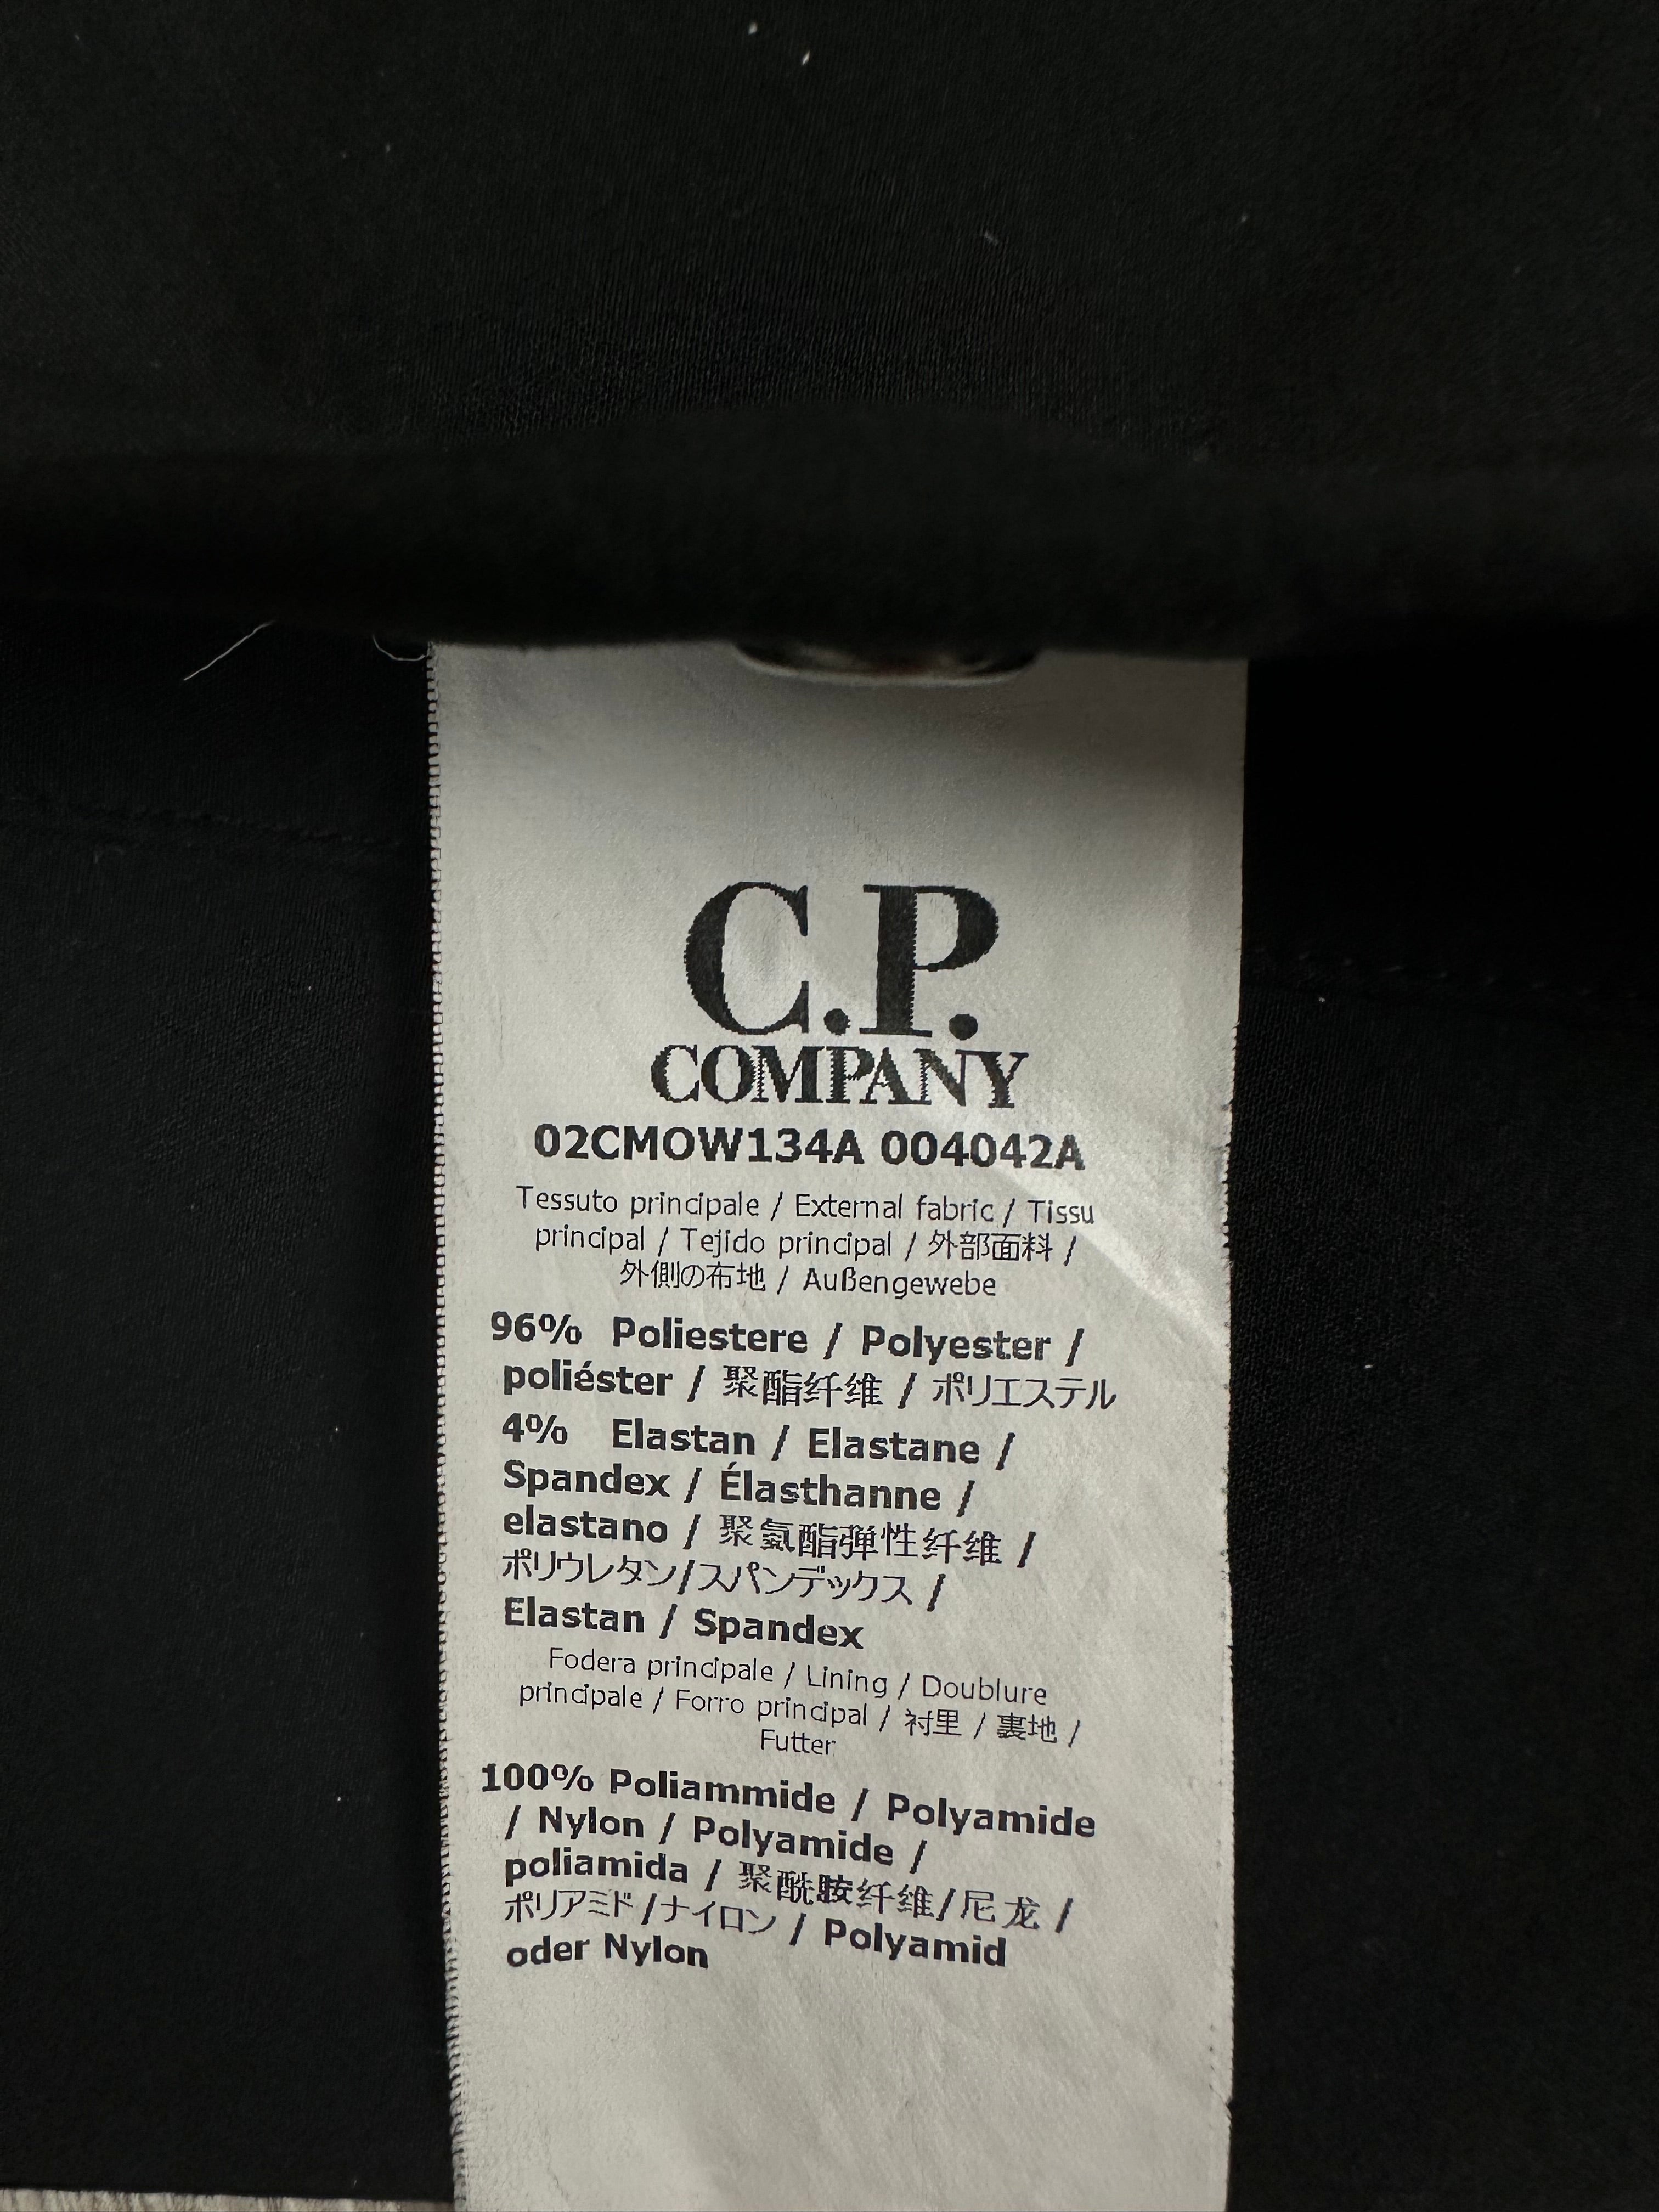 C.P.
COMPANY
02CMOW134A 004042A
Tessuto principale / External fabric / Tissu
principal / Tejido principal / 外部面料 /
外側の布地 / Außengewebe
96% Poliestere / Polyester /
poliéster / 聚酯纤维 / ポリエステル
4% Elastan / Elastane /
Spandex / Élasthanne /
elastano / 聚氨酯弹性纤维 /
ポリウレタン/スパンデックス /
Elastan / Spandex
Fodera principale / Lining / Doublure
principale / Forro principal / 衬里 / 裏地 /
Futter
100% Poliammide / Polyamide
/ Nylon / Polyamide /
poliamida / 聚酰胺纤维/尼龙 /
ポリアミド/ナイロン / Polyamid
oder Nylon